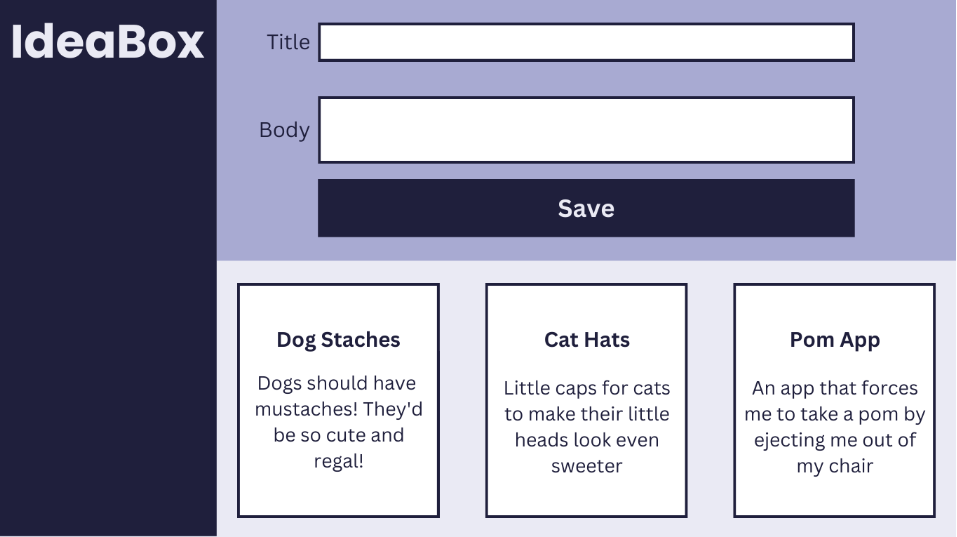 IdeaBox
Title
Body
Save
Dog Staches
Dogs should have
mustaches! They'd
be so cute and
regal!
Cat Hats
Little caps for cats
to make their little
heads look even
sweeter
Pom App
An app that forces
me to take a pom by
ejecting me out of
my chair